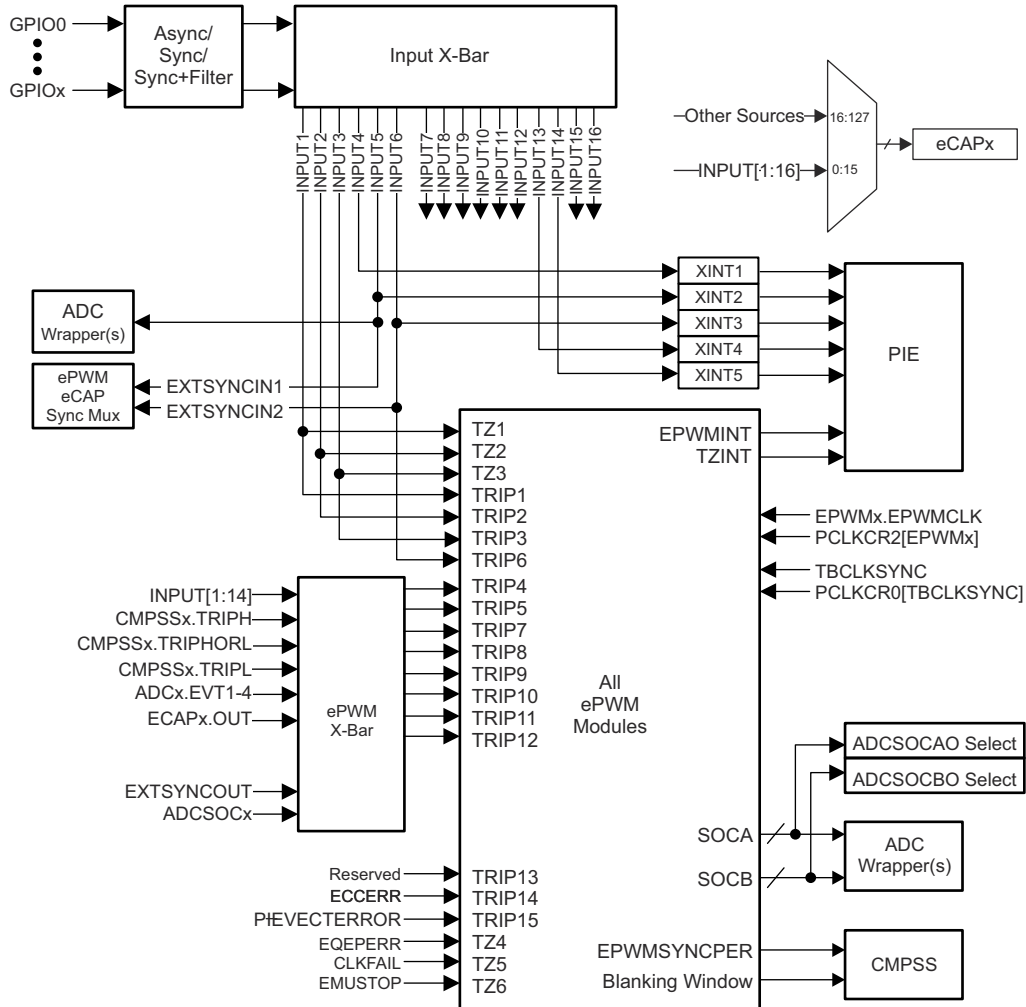 GPIO0
GPIOx
Async/
Sync/
Sync+Filter
Input X-Bar
INPUT1
INPUT2
INPUT3
INPUT4
INPUT5
INPUT6
INPUT7
INPUT8
INPUT9
INPUT10
INPUT11
INPUT12
INPUT13
INPUT14
INPUT15
INPUT16
Other Sources
16:127
INPUT[1:16]
0:15
eCAPx
XINT1
XINT2
XINT3
XINT4
XINT5
PIE
ADC
Wrapper(s)
ePWM
eCAP
Sync Mux
EXTSYNCIN1
EXTSYNCIN2
TZ1
TZ2
TZ3
TRIP1
TRIP2
TRIP3
TRIP6
TRIP4
TRIP5
TRIP7
TRIP8
TRIP9
TRIP10
TRIP11
TRIP12
EPWMINT
TZINT
EPWMx.EPWMCLK
PCLKCR2[EPWMx]
TBCLKSYNC
PCLKCR0[TBCLKSYNC]
INPUT[1:14]
CMPSSx.TRIPH
CMPSSx.TRIPHORL
CMPSSx.TRIPL
ADCx.EVT1-4
ECAPx.OUT
EXTSYNCOUT
ADCSOCx
ePWM
X-Bar
All
ePWM
Modules
ADCSOCAO Select
ADCSOCBO Select
SOCA
SOCB
ADC
Wrapper(s)
Reserved
ECCERR
PIEVECTERROR
EQEPERR
CLKFAIL
EMUSTOP
TRIP13
TRIP14
TRIP15
TZ4
TZ5
TZ6
EPWMSYNCPER
Blanking Window
CMPSS